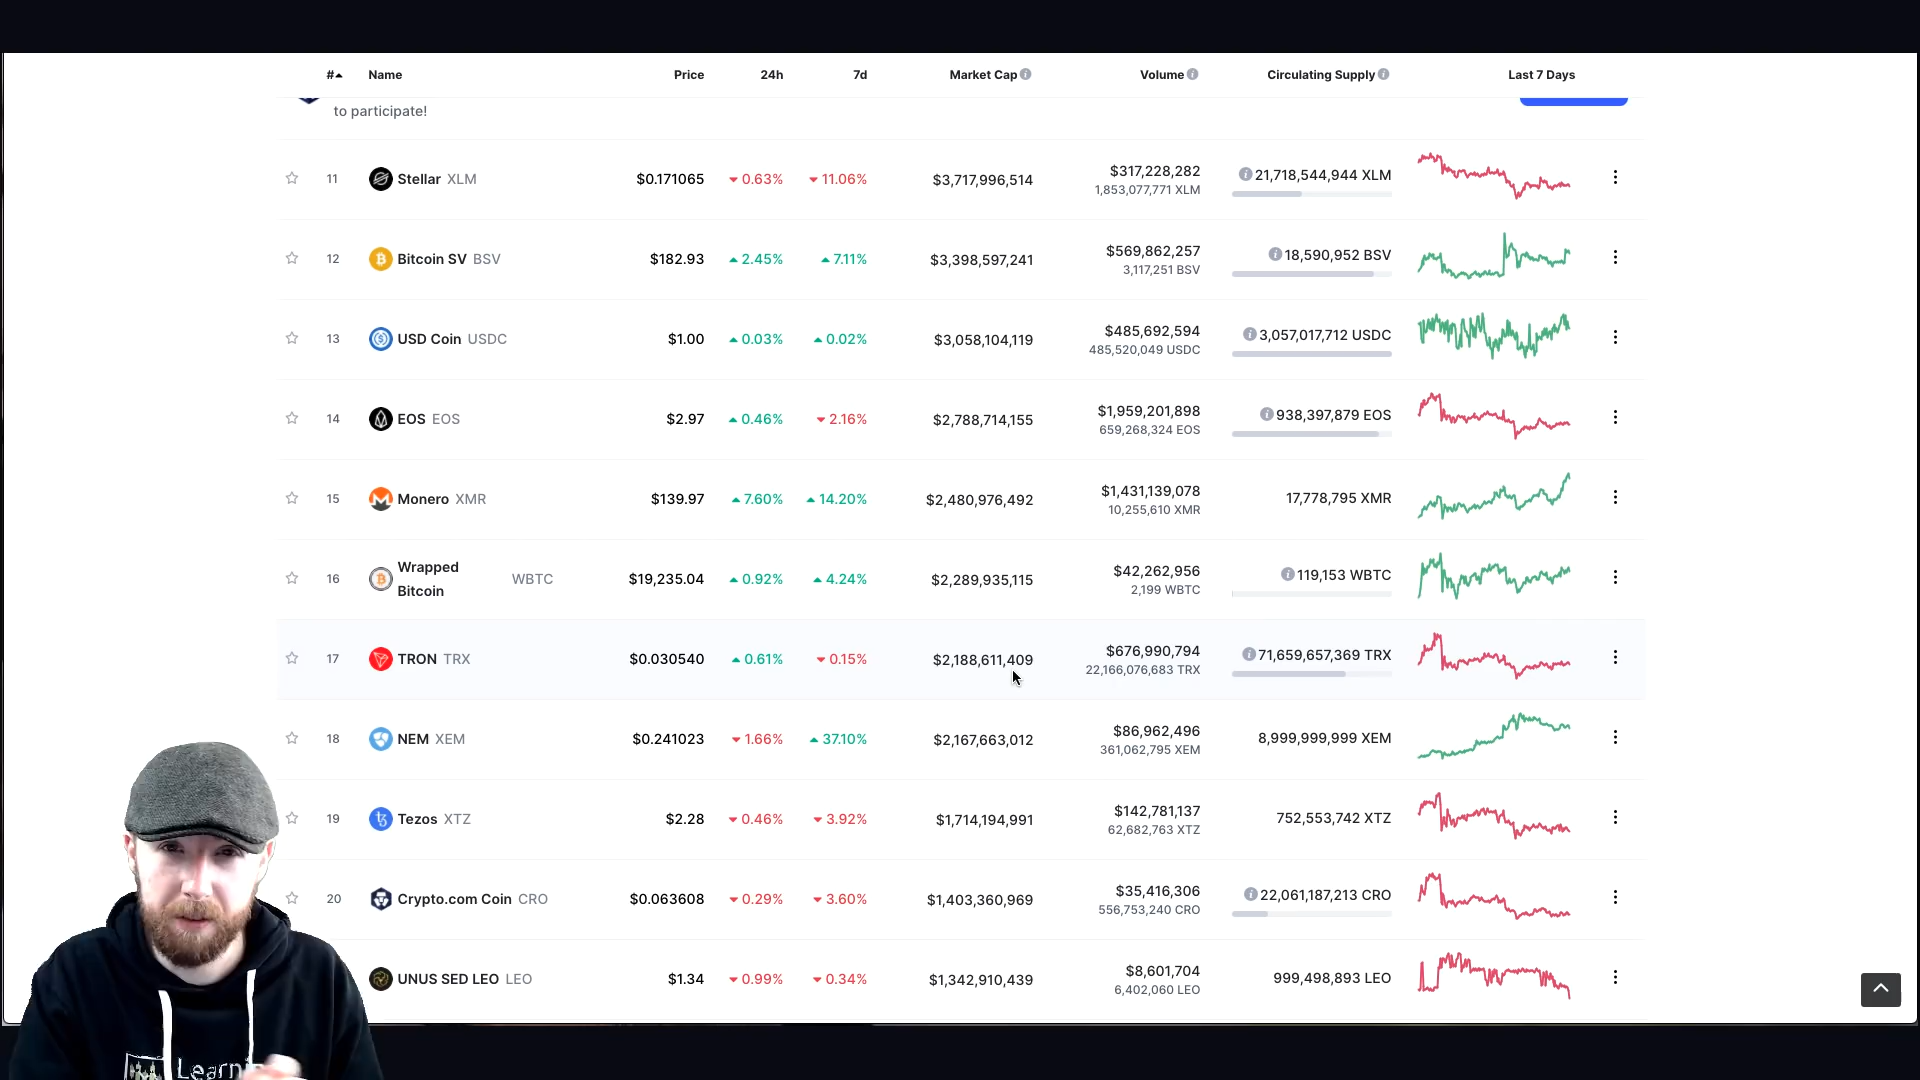 # Name Price 24h 7d Market Cap Volume Circulating Supply Last 7 Days
to participate!
11 Stellar XLM $0.171065 0.63% 11.06% $3,717,996,514 $317,228,282 21,718,544,944 XLM
1,853,077,771 XLM
12 Bitcoin SV BSV $182.93 2.45% 7.11% $3,398,597,241 $569,862,257 18,590,952 BSV
3,117,251 BSV
13 USD Coin USDC $1.00 0.03% 0.02% $3,058,104,119 $485,692,594 3,057,017,712 USDC
485,520,049 USDC
14 EOS EOS $2.97 0.46% 2.16% $2,788,714,155 $1,959,201,898 938,397,879 EOS
659,268,324 EOS
15 Monero XMR $139.97 7.60% 14.20% $2,480,976,492 $1,431,139,078 17,778,795 XMR
10,255,610 XMR
16 Wrapped Bitcoin WBTC $19,235.04 0.92% 4.24% $2,289,935,115 $42,262,956 119,153 WBTC
2,199 WBTC
17 TRON TRX $0.030540 0.61% 0.15% $2,188,611,409 $676,990,794 71,659,657,369 TRX
22,166,076,683 TRX
18 NEM XEM $0.241023 1.66% 37.10% $2,167,663,012 $86,962,496 8,999,999,999 XEM
361,062,795 XEM
19 Tezos XTZ $2.28 0.46% 3.92% $1,714,194,991 $142,781,137 752,553,742 XTZ
62,682,763 XTZ
20 Crypto.com Coin CRO $0.063608 0.29% 3.60% $1,403,360,969 $35,416,306 22,061,187,213 CRO
556,753,240 CRO
UNUS SED LEO LEO $1.34 0.99% 0.34% $1,342,910,439 $8,601,704 999,498,893 LEO
6,402,060 LEO